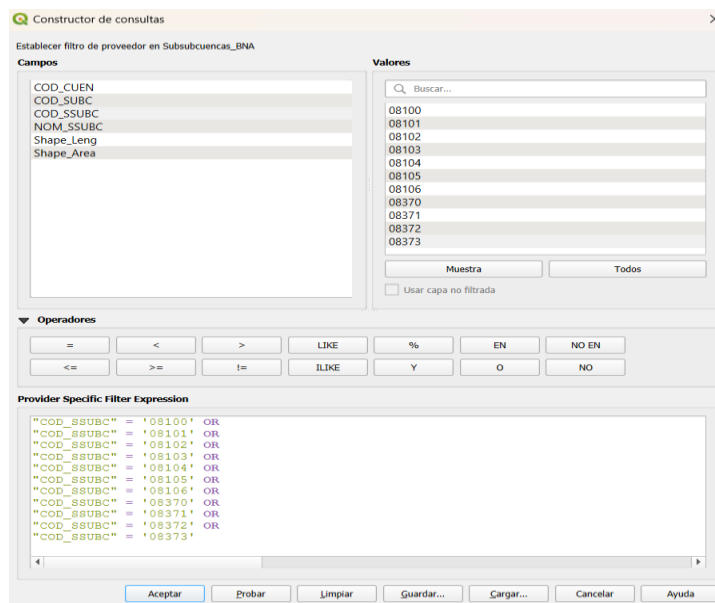 Constructor de consultas
Establecer filtro de proveedor en Subsubcuencas_BNA
Campos
COD_CUEN
COD_SUBC
COD_SSUBC
NOM_SSUBC
Shape_Leng
Shape_Area
Valores
Buscar...
08100
08101
08102
08103
08104
08105
08106
08370
08371
08372
08373
Muestra Todos
Usar capa no filtrada
Operadores
= < > LIKE % EN NO EN
<= >= != ILIKE Y O NO
Provider Specific Filter Expression
"COD_SSUBC" = '08100' OR
"COD_SSUBC" = '08101' OR
"COD_SSUBC" = '08102' OR
"COD_SSUBC" = '08103' OR
"COD_SSUBC" = '08104' OR
"COD_SSUBC" = '08105' OR
"COD_SSUBC" = '08106' OR
"COD_SSUBC" = '08370' OR
"COD_SSUBC" = '08371' OR
"COD_SSUBC" = '08372' OR
"COD_SSUBC" = '08373'
Aceptar Probar Limpiar Guardar... Cargar... Cancelar Ayuda